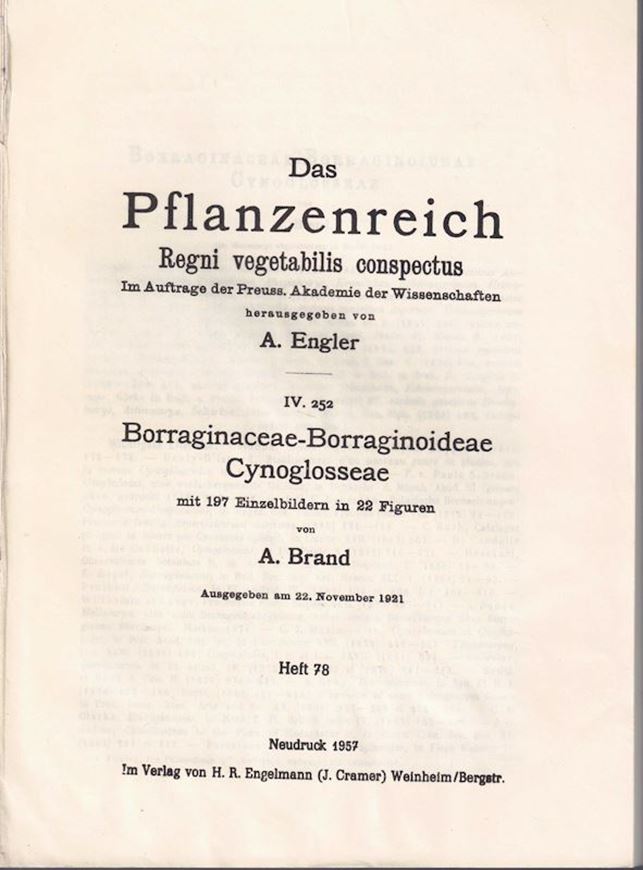 Das
Pflanzenreich
Regni vegetabilis conspectus
Im Auftrage der Preuss. Akademie der Wissenschaften
herausgegeben von
A. Engler
IV. 252
Borraginaceae-Borraginoideae
Cynoglosseae
mit 197 Einzelbildern in 22 Figuren
von
A. Brand
Ausgegeben am 22. November 1921
Heft 78
Neudruck 1957
Im Verlag von H. R. Engelmann (J. Cramer) Weinheim/Bergstr.